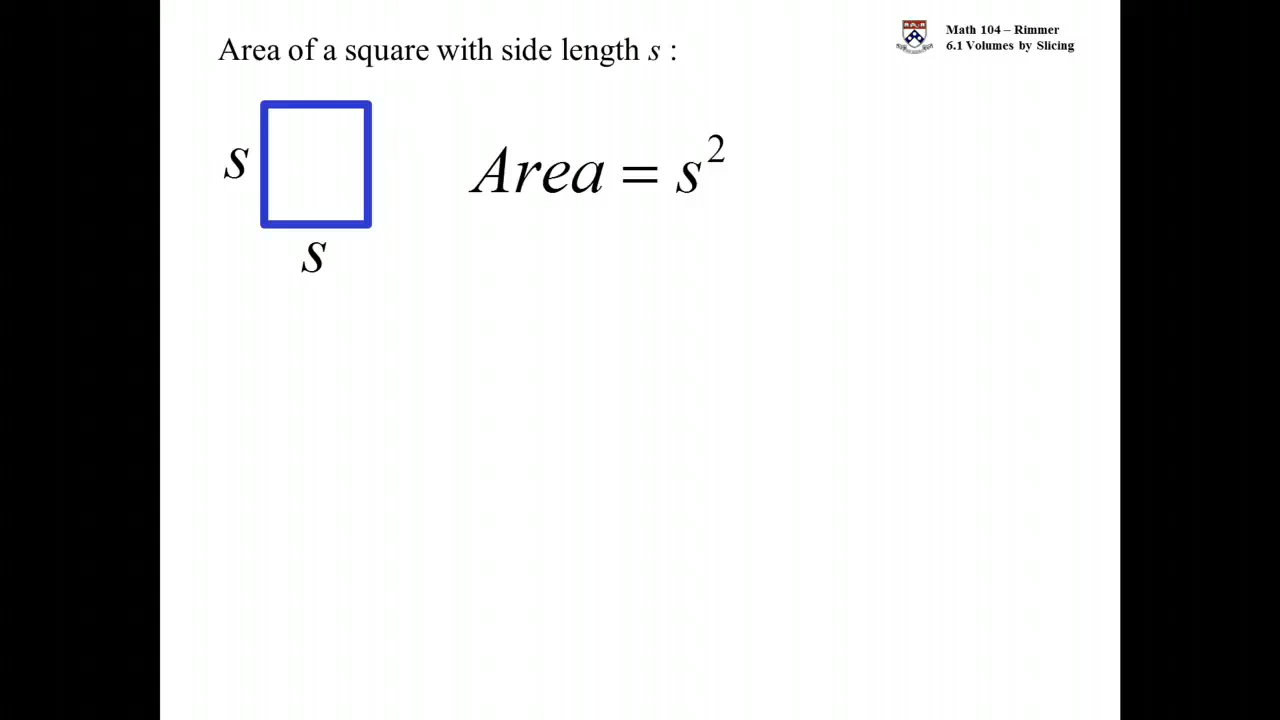 Area of a square with side length s :
Math 104 – Rimmer
6.1 Volumes by Slicing
s
Area = s²
s